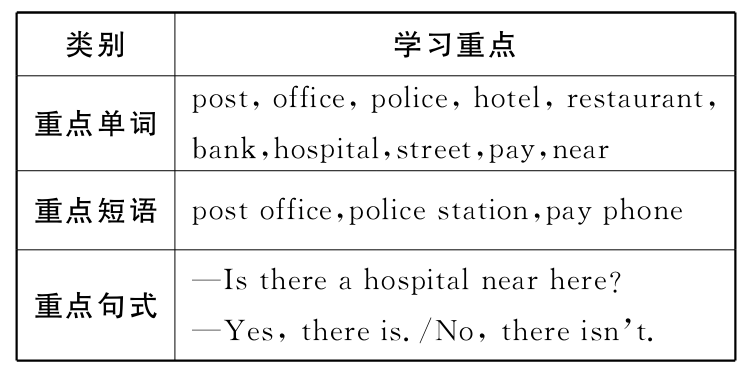 类别 学习重点
重点单词
post, office, police, hotel, restaurant,
bank,hospital,street,pay,near
重点短语 post office,police station,pay phone
重点句式
—Is there a hospital near here?
—Yes, there is./No, there isn't.